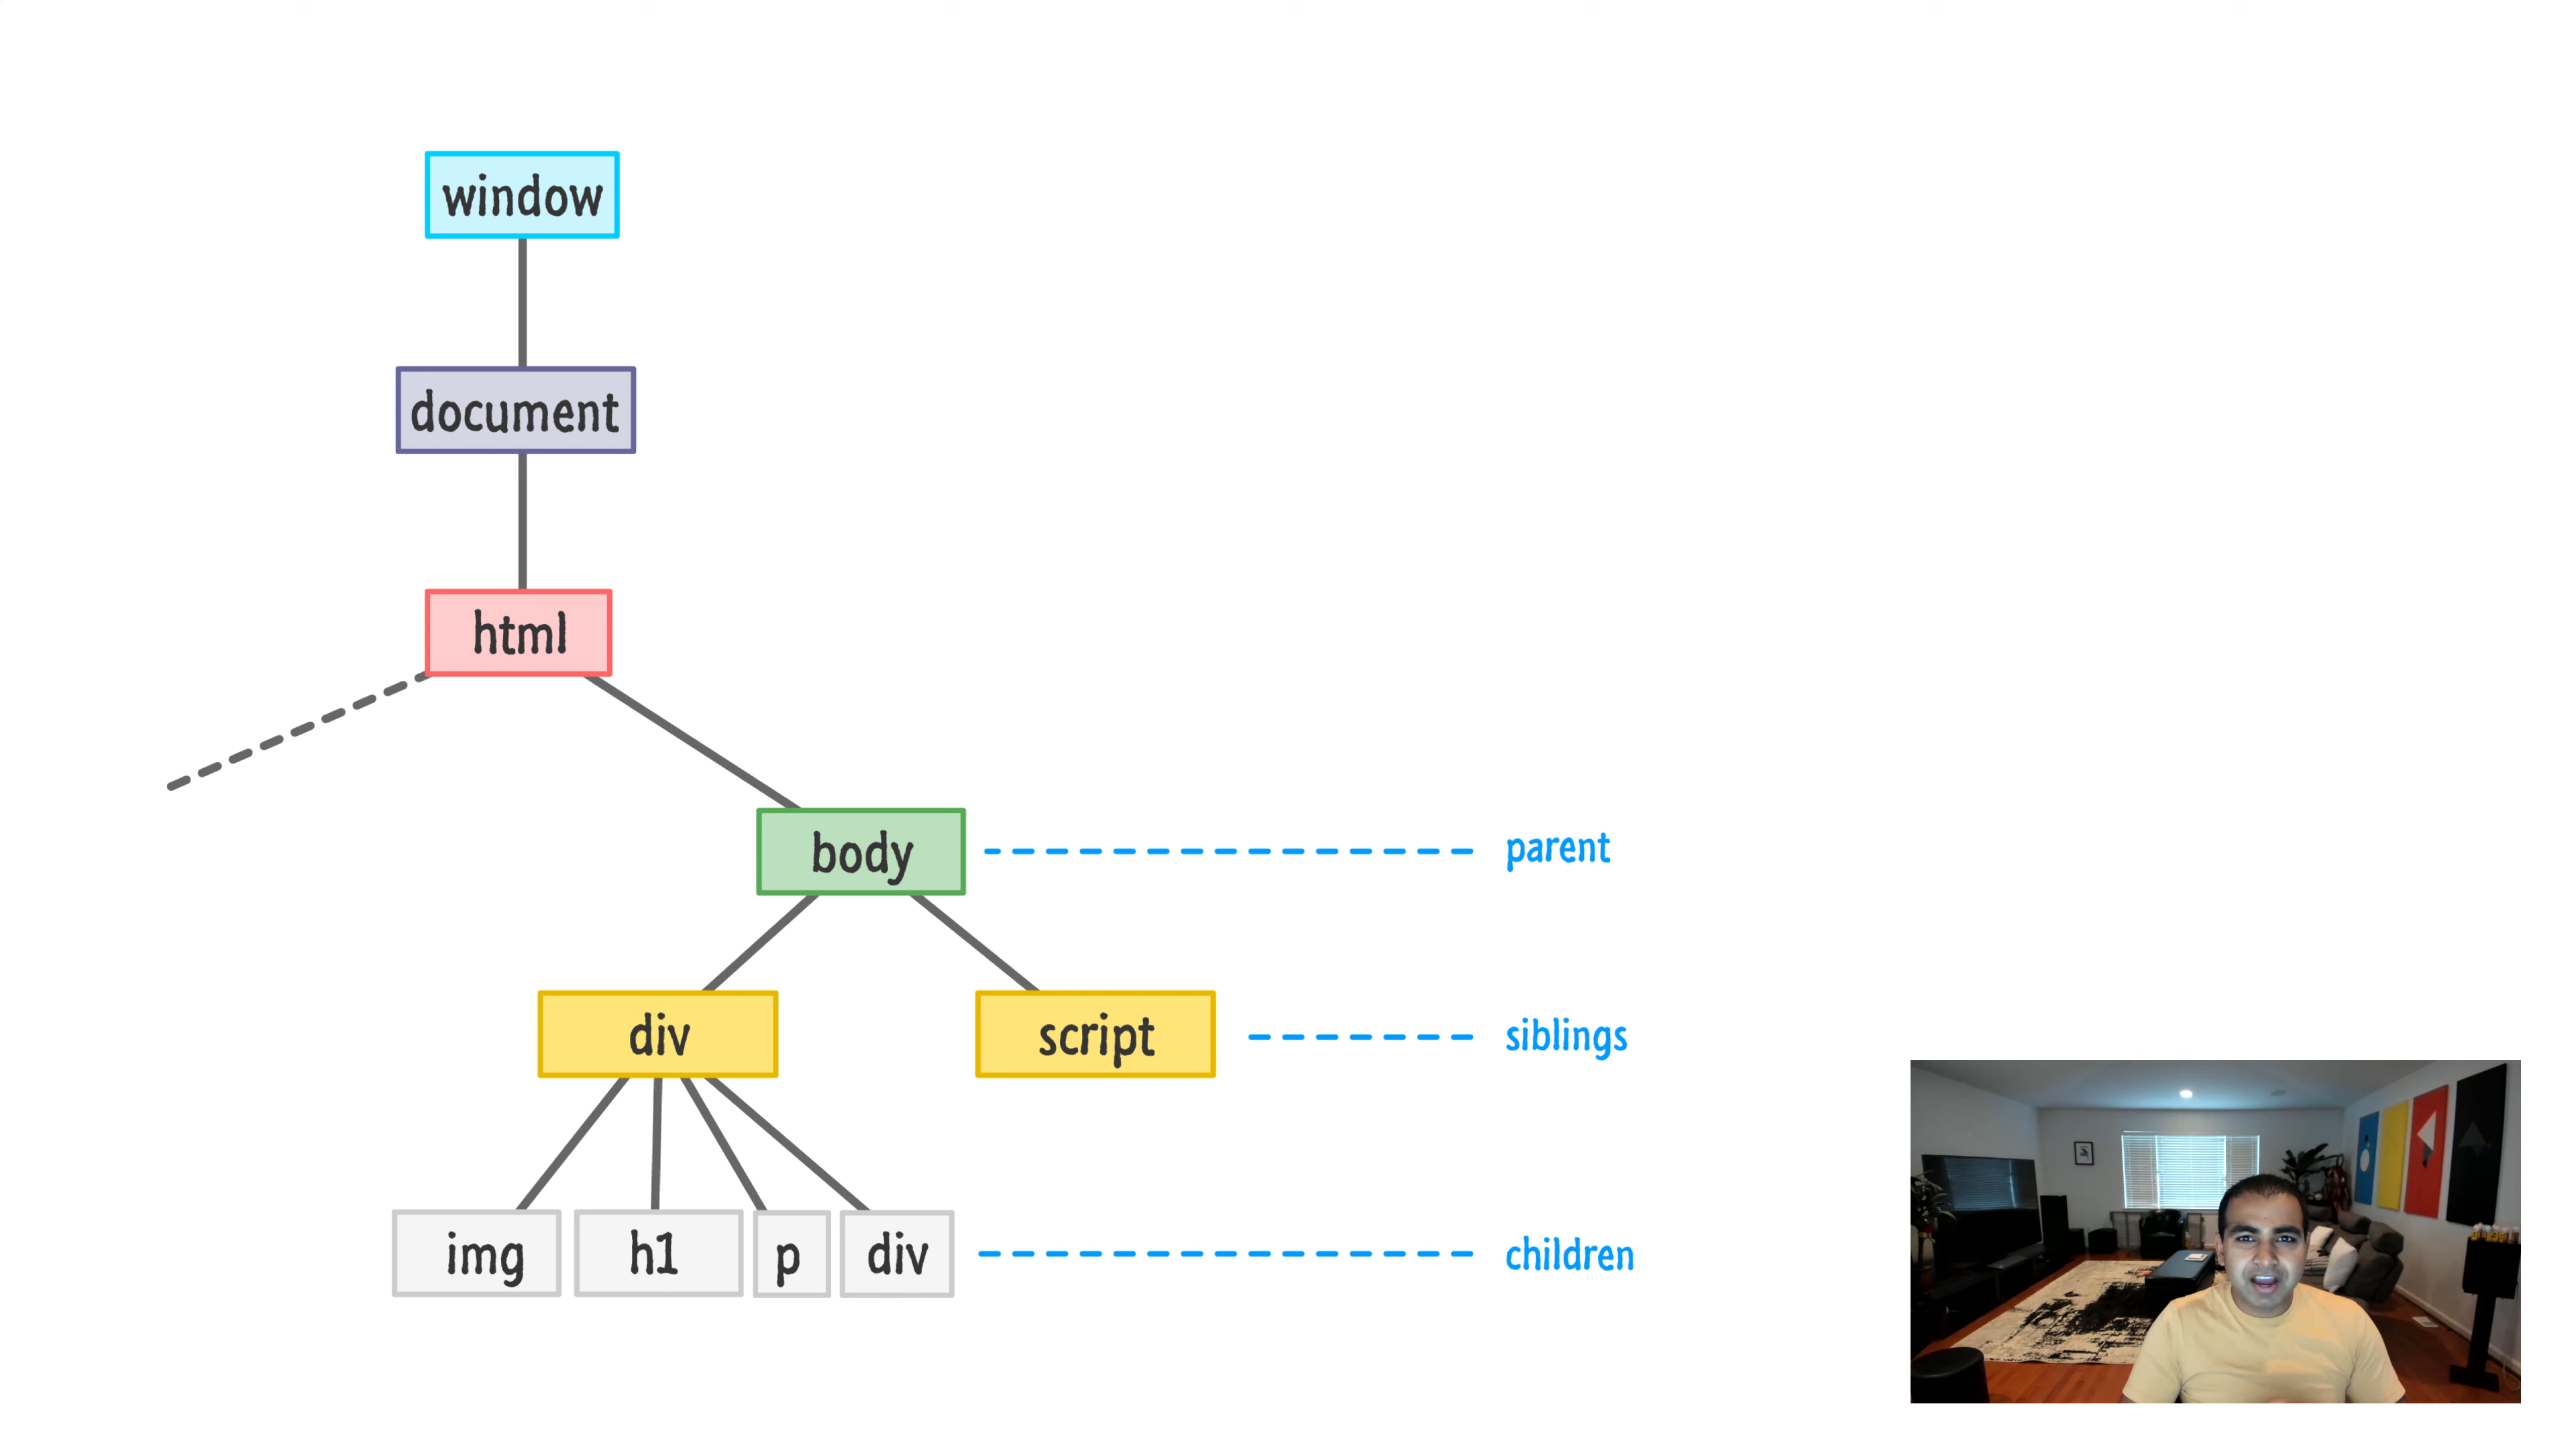 window
document
html
body parent
div script siblings
img h1 p div children